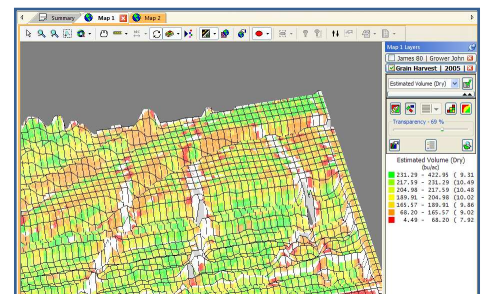 Summary
Map 1
Map 2
Map 1 Layers
James 80 | Grower John
Grain Harvest | 2005 |
Estimated Volume (Dry)
Transparency - 69 %
Estimated Volume (Dry)
(bu/ac)
231.29 - 422.95 ( 9.31
217.59 - 231.29 (10.49
204.98 - 217.59 (10.48
189.91 - 204.98 (10.02
165.57 - 189.91 ( 9.86
68.20 - 165.57 ( 9.02
4.49 - 68.20 ( 7.92